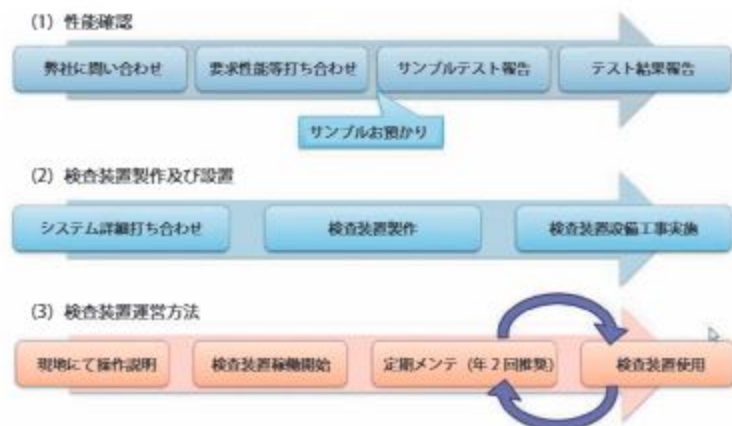 (1) 性能確認
弊社に問い合わせ
要求性能等打ち合わせ
サンプルテスト報告
テスト結果報告
サンプルお預かり
(2) 検査装置製作及び設置
システム詳細打ち合わせ
検査装置製作
検査装置設備工事実施
(3) 検査装置運営方法
現地にて操作説明
検査装置稼働開始
定期メンテ (年2回推奨)
検査装置使用